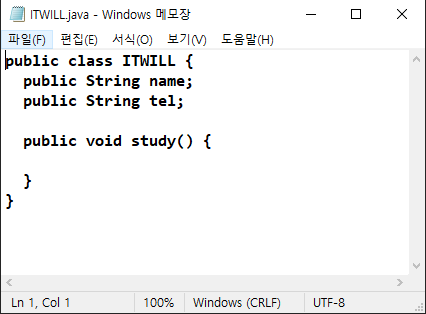 ITWILL.java - Windows 메모장
파일(F) 편집(E) 서식(O) 보기(V) 도움말(H)
public class ITWILL {
  public String name;
  public String tel;

  public void study() {

  }
}
Ln 1, Col 1 100% Windows (CRLF) UTF-8